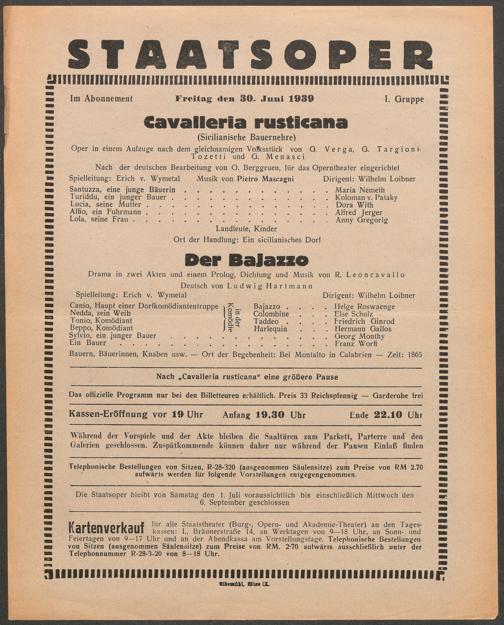 STAATSOPER
Im Abonnement Freitag den 30. Juni 1939 I. Gruppe
Cavalleria rusticana
(Sicilianische Bauernehre)
Oper in einem Aufzuge nach dem gleichnamigen Volksstück von G. Verga, G. Targioni-
Tozetti und G. Menasci
Nach der deutschen Bearbeitung von O. Berggruen, für das Operntheater eingerichtet
Spielleitung: Erich v. Wymetal Musik von Pietro Mascagni Dirigent: Wilhelm Loibner
Santuzza, eine junge Bäuerin . . . . . . . . . . Maria Nemeth
Turiddu, ein junger Bauer . . . . . . . . . . Koloman v. Pataky
Lucia, seine Mutter . . . . . . . . . . Dora With
Alfio, ein Fuhrmann . . . . . . . . . . Alfred Jerger
Lola, seine Frau . . . . . . . . . . Anny Gregorig
Landleute, Kinder
Ort der Handlung: Ein sicilianisches Dorf
Der Bajazzo
Drama in zwei Akten und einem Prolog, Dichtung und Musik von R. Leoncavallo
Deutsch von Ludwig Hartmann
Spielleitung: Erich v. Wymetal Dirigent: Wilhelm Loibner
Canio, Haupt einer Dorfkomödiantentruppe Bajazzo . . . . Helge Roswaenge
Nedda, sein Weib Colombine . . . . Else Schulz
Tonio, Komödiant Taddeo . . . . Friedrich Ginrod
Beppo, Komödiant Harlequin . . . . Hermann Gallos
in der
Komödie
Sylvio, ein junger Bauer . . . . . . . . . . Georg Monthy
Ein Bauer . . . . . . . . . . Franz Worff
Bauern, Bäuerinnen, Knaben usw. — Ort der Begebenheit: Bei Montalto in Calabrien — Zeit: 1865
Nach „Cavalleria rusticana“ eine größere Pause
Das offizielle Programm nur bei den Billetteuren erhältlich. Preis 33 Reichspfennig — Garderobe frei
Kassen-Eröffnung vor 19 Uhr Anfang 19.30 Uhr Ende 22.10 Uhr
Während der Vorspiele und der Akte bleiben die Saaltüren zum Parkett, Parterre und den
Galerien geschlossen. Zuspätkommende können daher nur während der Pausen Einlaß finden
Telephonische Bestellungen von Sitzen, R-28-320 (ausgenommen Säulensitze) zum Preise von RM 2.70
aufwärts werden für folgende Vorstellungen entgegengenommen.
Die Staatsoper bleibt von Samstag den 1. Juli voraussichtlich bis einschließlich Mittwoch den
6. September geschlossen
Kartenverkauf für alle Staatstheater (Burg-, Opern- und Akademie-Theater) an den Tages-
kassen: I., Bräunerstraße 14, an Werktagen von 9—18 Uhr, an Sonn- und
Feiertagen von 9—17 Uhr und an der Abendkassa am Vorstellungstage. Telephonische Bestellungen
von Sitzen (ausgenommen Säulensitze) zum Preise von RM. 2·70 aufwärts ausschließlich unter der
Telephonnummer R-28-3-20 von 8—18 Uhr.
Elbemühl, Wien IX.